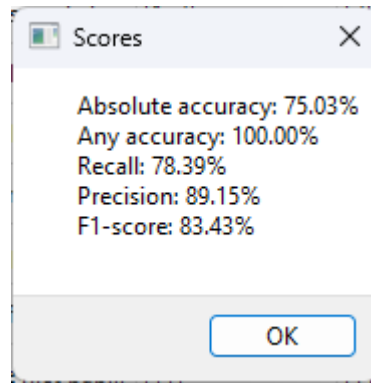 Scores
Absolute accuracy: 75.03%
Any accuracy: 100.00%
Recall: 78.39%
Precision: 89.15%
F1-score: 83.43%
OK